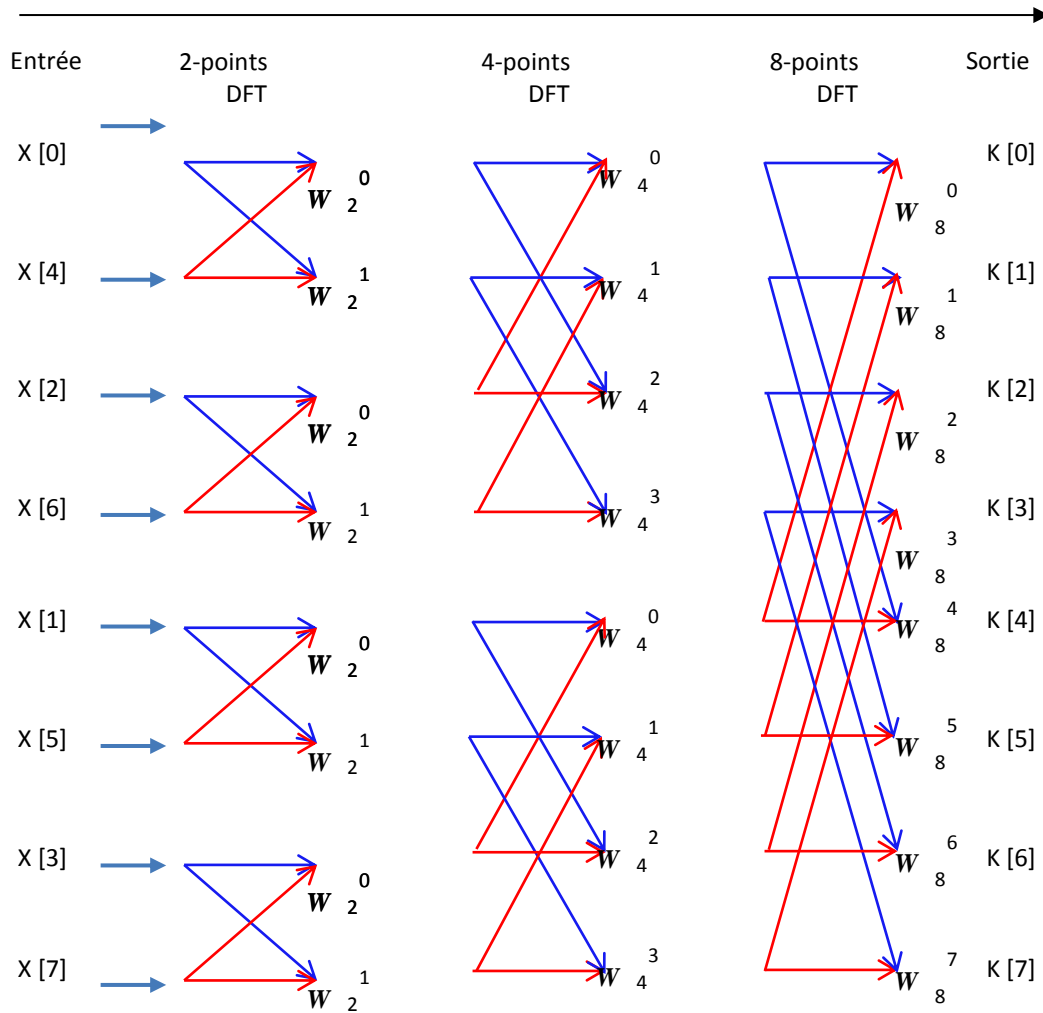 Entrée 2-points 4-points 8-points Sortie
DFT DFT DFT
X [0] W 0 2 W 0 4 W 0 8 K [0]
X [4] W 1 2 W 1 4 W 1 8 K [1]
X [2] W 0 2 W 2 4 W 2 8 K [2]
X [6] W 1 2 W 3 4 W 3 8 K [3]
X [1] W 0 2 W 0 4 W 4 8 K [4]
X [5] W 1 2 W 1 4 W 5 8 K [5]
X [3] W 0 2 W 2 4 W 6 8 K [6]
X [7] W 1 2 W 3 4 W 7 8 K [7]